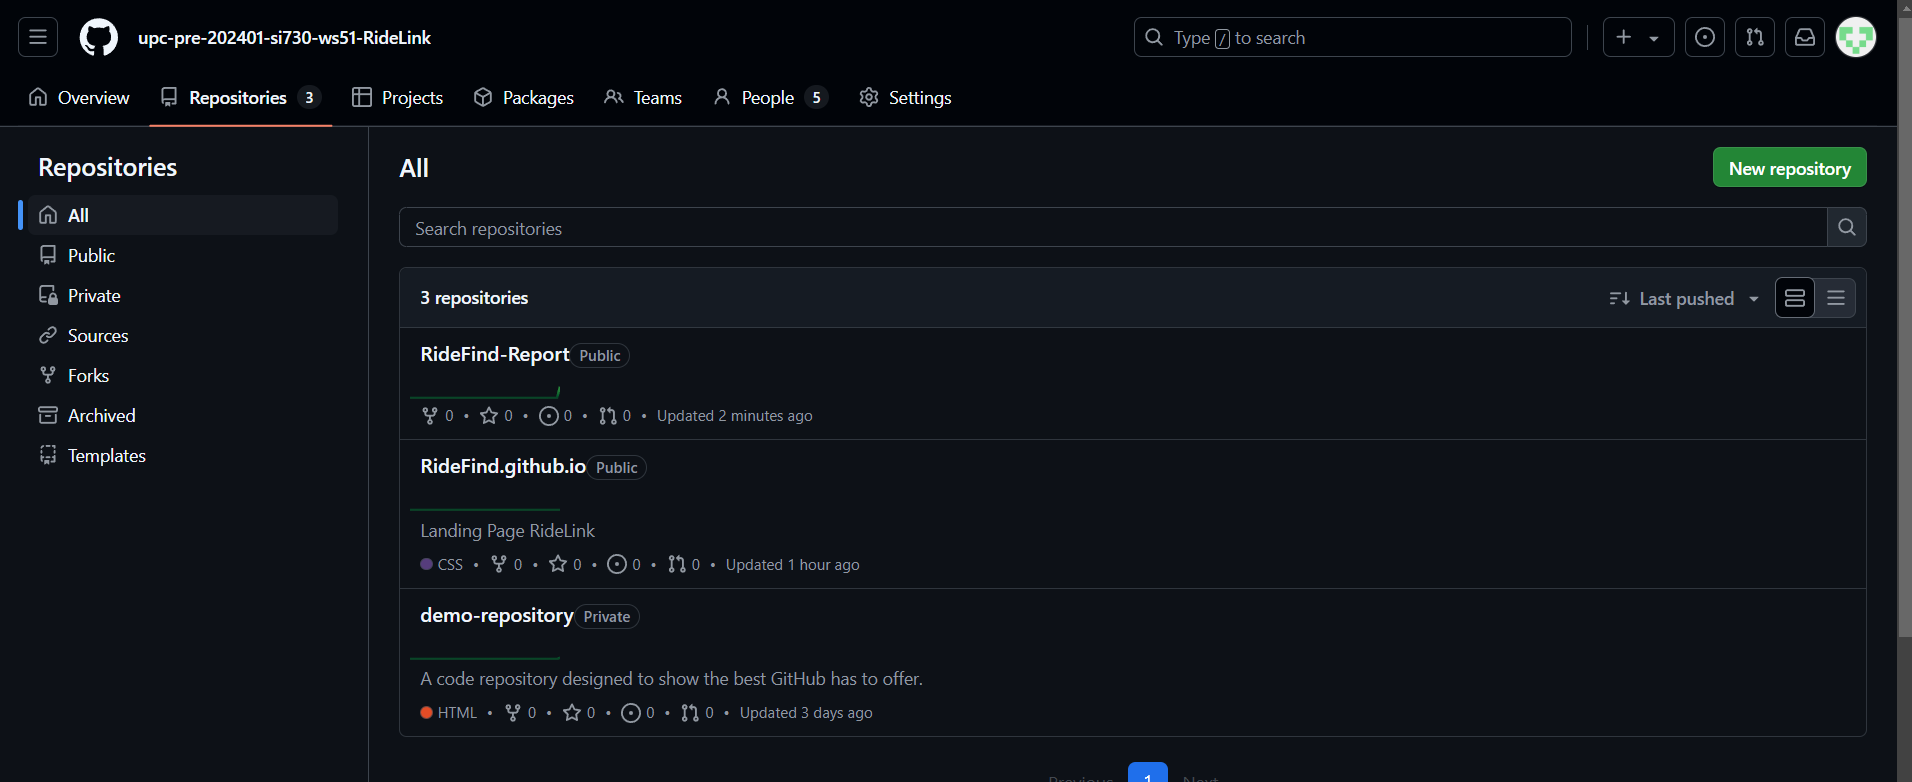 upc-pre-202401-si730-ws51-RideLink
Type / to search
Overview
Repositories 3
Projects
Packages
Teams
People 5
Settings
Repositories
All
Public
Private
Sources
Forks
Archived
Templates
All
New repository
Search repositories
3 repositories
Last pushed
RideFind-Report Public
0 • 0 • 0 • 0 • Updated 2 minutes ago
RideFind.github.io Public
Landing Page RideLink
CSS • 0 • 0 • 0 • 0 • Updated 1 hour ago
demo-repository Private
A code repository designed to show the best GitHub has to offer.
HTML • 0 • 0 • 0 • 0 • Updated 3 days ago
Previous 1 Next